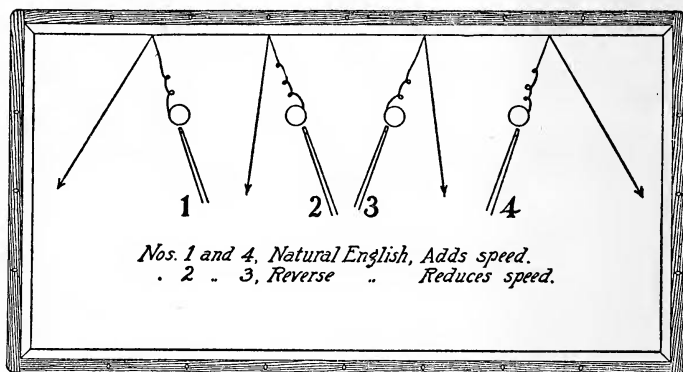 1 2 3 4
Nos. 1 and 4, Natural English, Adds speed.
. 2 .. 3, Reverse .. Reduces speed.